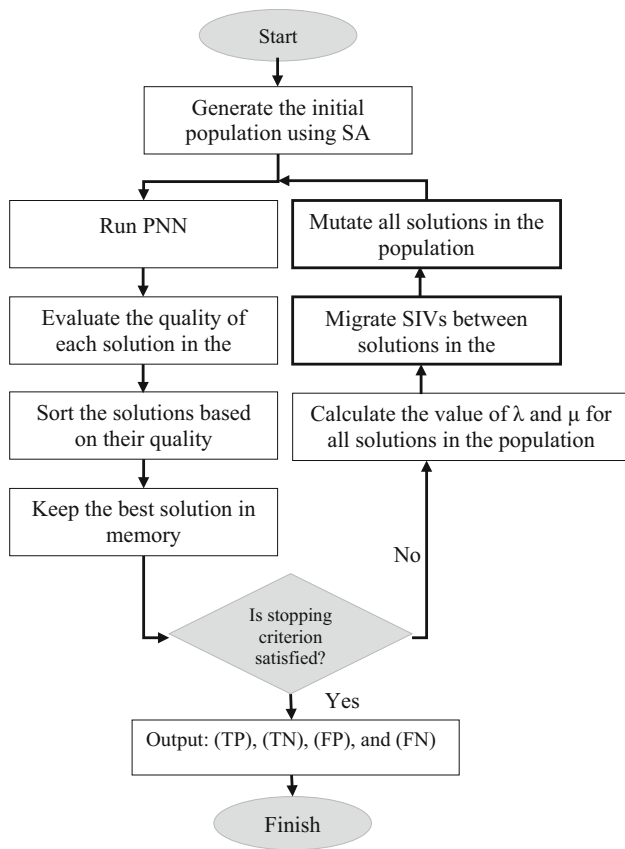 Start
Generate the initial
population using SA
Run PNN
Mutate all solutions in the
population
Evaluate the quality of
each solution in the
Migrate SIVs between
solutions in the
Sort the solutions based
on their quality
Calculate the value of λ and μ for
all solutions in the population
Keep the best solution in
memory
No
Is stopping
criterion
satisfied?
Yes
Output: (TP), (TN), (FP), and (FN)
Finish